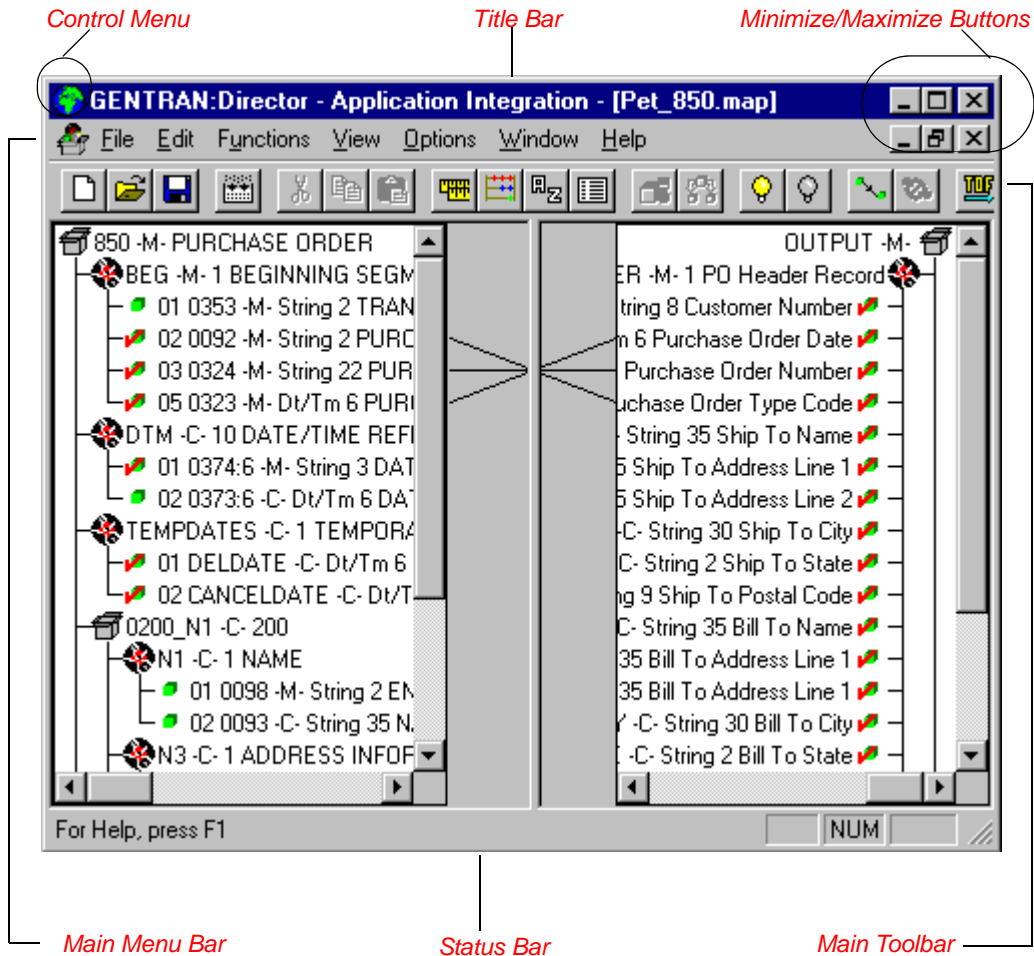 Control Menu
Title Bar
Minimize/Maximize Buttons
GENTRAN:Director - Application Integration - [Pet_850.map]
File Edit Functions View Options Window Help
TOF
850 -M- PURCHASE ORDER
BEG -M- 1 BEGINNING SEGM
01 0353 -M- String 2 TRAN
02 0092 -M- String 2 PURC
03 0324 -M- String 22 PUR
05 0323 -M- Dt/Tm 6 PUR
DTM -C- 10 DATE/TIME REF
01 0374:6 -M- String 3 DAT
02 0373:6 -C- Dt/Tm 6 DA
TEMPDATES -C- 1 TEMPORA
01 DELDATE -C- Dt/Tm 6
02 CANCELDATE -C- Dt/T
0200_N1 -C- 200
N1 -C- 1 NAME
01 0098 -M- String 2 EN
02 0093 -C- String 35 N
N3 -C- 1 ADDRESS INFOF
OUTPUT -M-
ER -M- 1 PO Header Record
tring 8 Customer Number
m 6 Purchase Order Date
Purchase Order Number
uchase Order Type Code
- String 35 Ship To Name
5 Ship To Address Line 1
5 Ship To Address Line 2
-C- String 30 Ship To City
C- String 2 Ship To State
ng 9 Ship To Postal Code
C- String 35 Bill To Name
35 Bill To Address Line 1
35 Bill To Address Line 1
Y -C- String 30 Bill To City
-C- String 2 Bill To State
For Help, press F1
NUM
Main Menu Bar
Status Bar
Main Toolbar